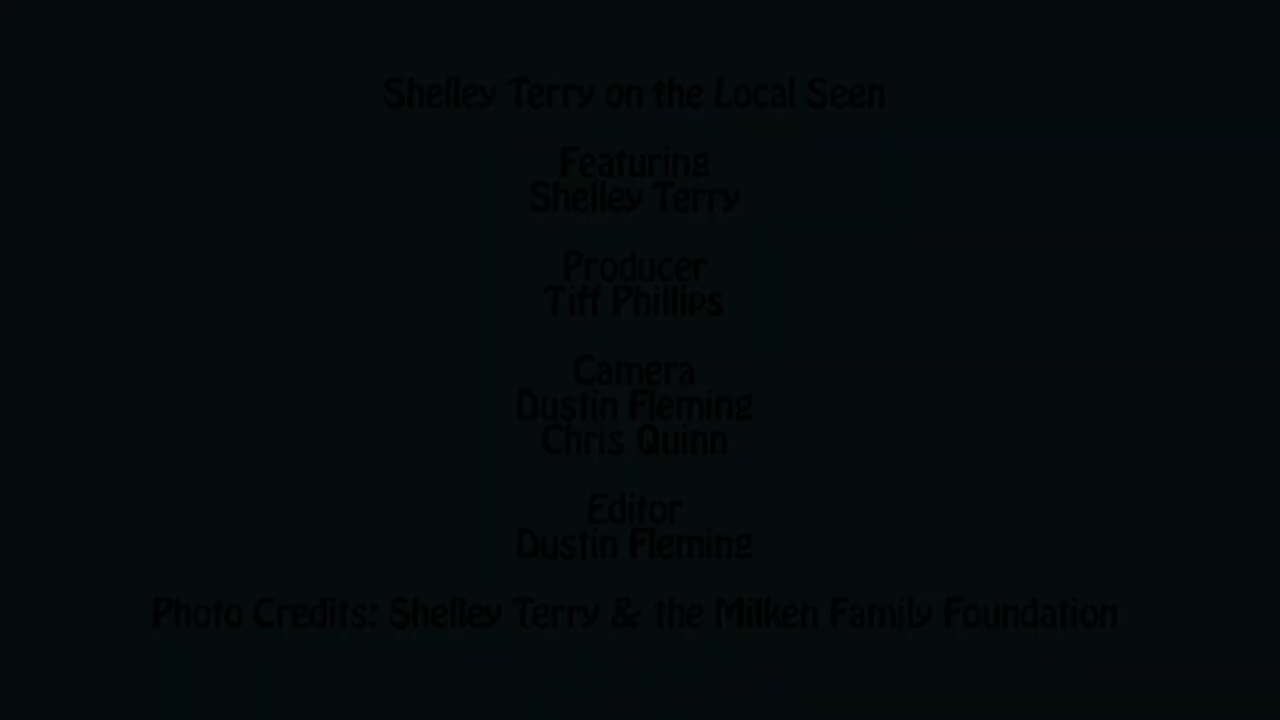 Shelley Terry on the Local Seen
Featuring
Shelley Terry
Producer
Tiff Phillips
Camera
Dustin Fleming
Chris Quinn
Editor
Dustin Fleming
Photo Credits: Shelley Terry & the Milken Family Foundation